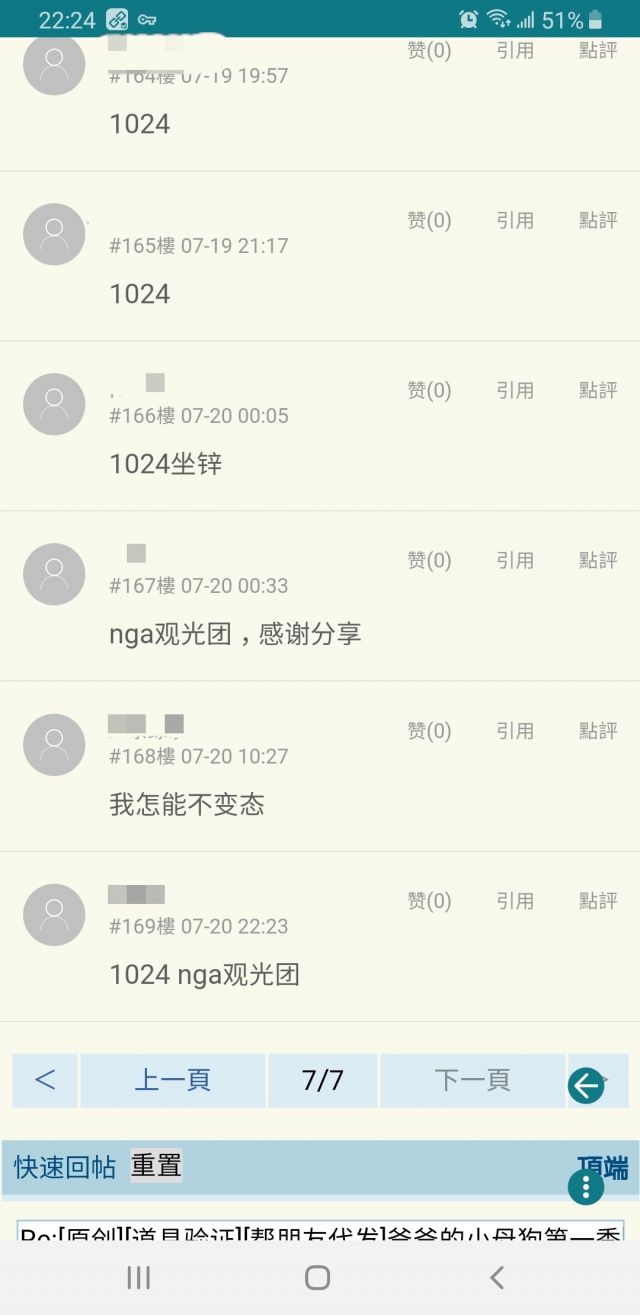 22:24
51%
赞(0) 引用 點評
#164樓 07-19 19:57
1024
赞(0) 引用 點評
#165樓 07-19 21:17
1024
赞(0) 引用 點評
#166樓 07-20 00:05
1024坐锌
赞(0) 引用 點評
#167樓 07-20 00:33
nga观光团，感谢分享
赞(0) 引用 點評
#168樓 07-20 10:27
我怎能不变态
赞(0) 引用 點評
#169樓 07-20 22:23
1024 nga观光团
< 上一頁 7/7 下一頁 >
快速回帖 重置 頂端
Re:[原创][道具验证][帮朋友代发]爸爸的小母狗第一季